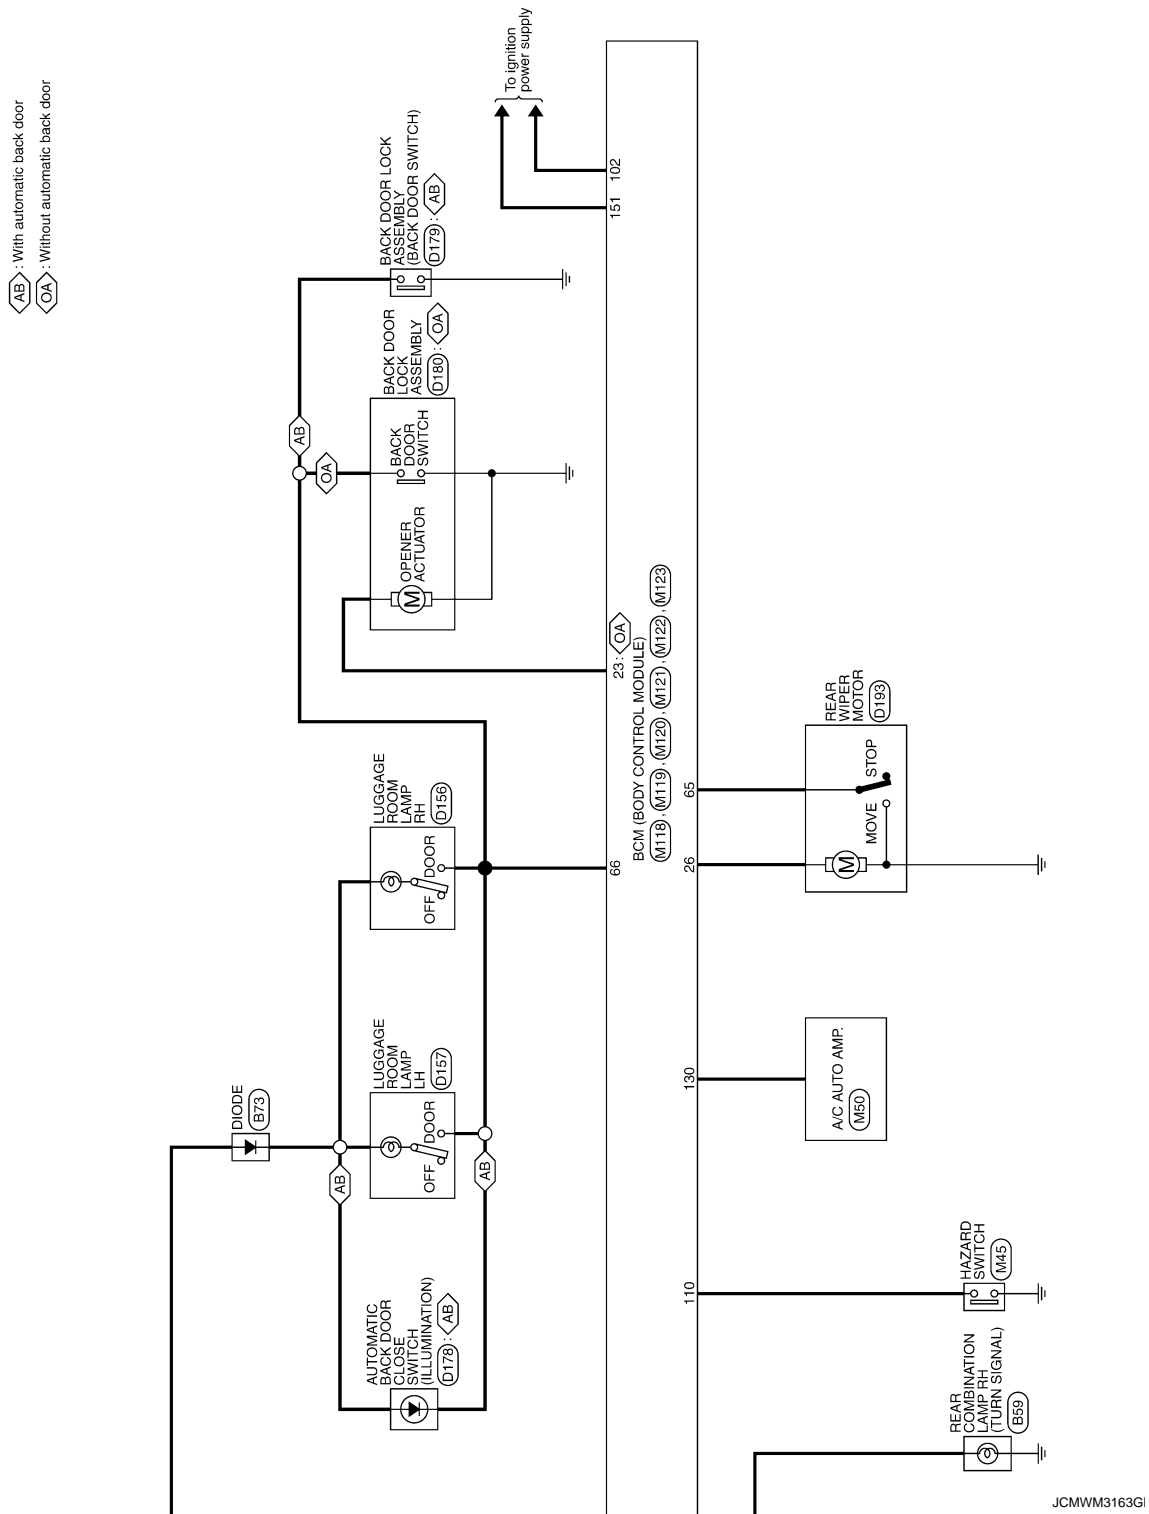 AB : With automatic back door
OA : Without automatic back door
To ignition
power supply
102
151
BACK DOOR LOCK
ASSEMBLY
(BACK DOOR SWITCH)
D179 : AB
BACK DOOR
LOCK
ASSEMBLY
D180 : OA
AB
OA
BACK
DOOR
SWITCH
OPENER
ACTUATOR
M
23 : OA
BCM (BODY CONTROL MODULE)
M118 , M119 , M120 , M121 , M122 , M123
LUGGAGE
ROOM
LAMP
RH
D156
DOOR
OFF
66
65
26
REAR
WIPER
MOTOR
D193
STOP
MOVE
M
LUGGAGE
ROOM
LAMP
LH
D157
DOOR
OFF
DIODE
B73
AB
AB
130
A/C AUTO AMP.
M50
AUTOMATIC
BACK DOOR
CLOSE
SWITCH
(ILLUMINATION)
D178 : AB
110
HAZARD
SWITCH
M45
REAR
COMBINATION
LAMP RH
(TURN SIGNAL)
B59
JCMWM3163GI